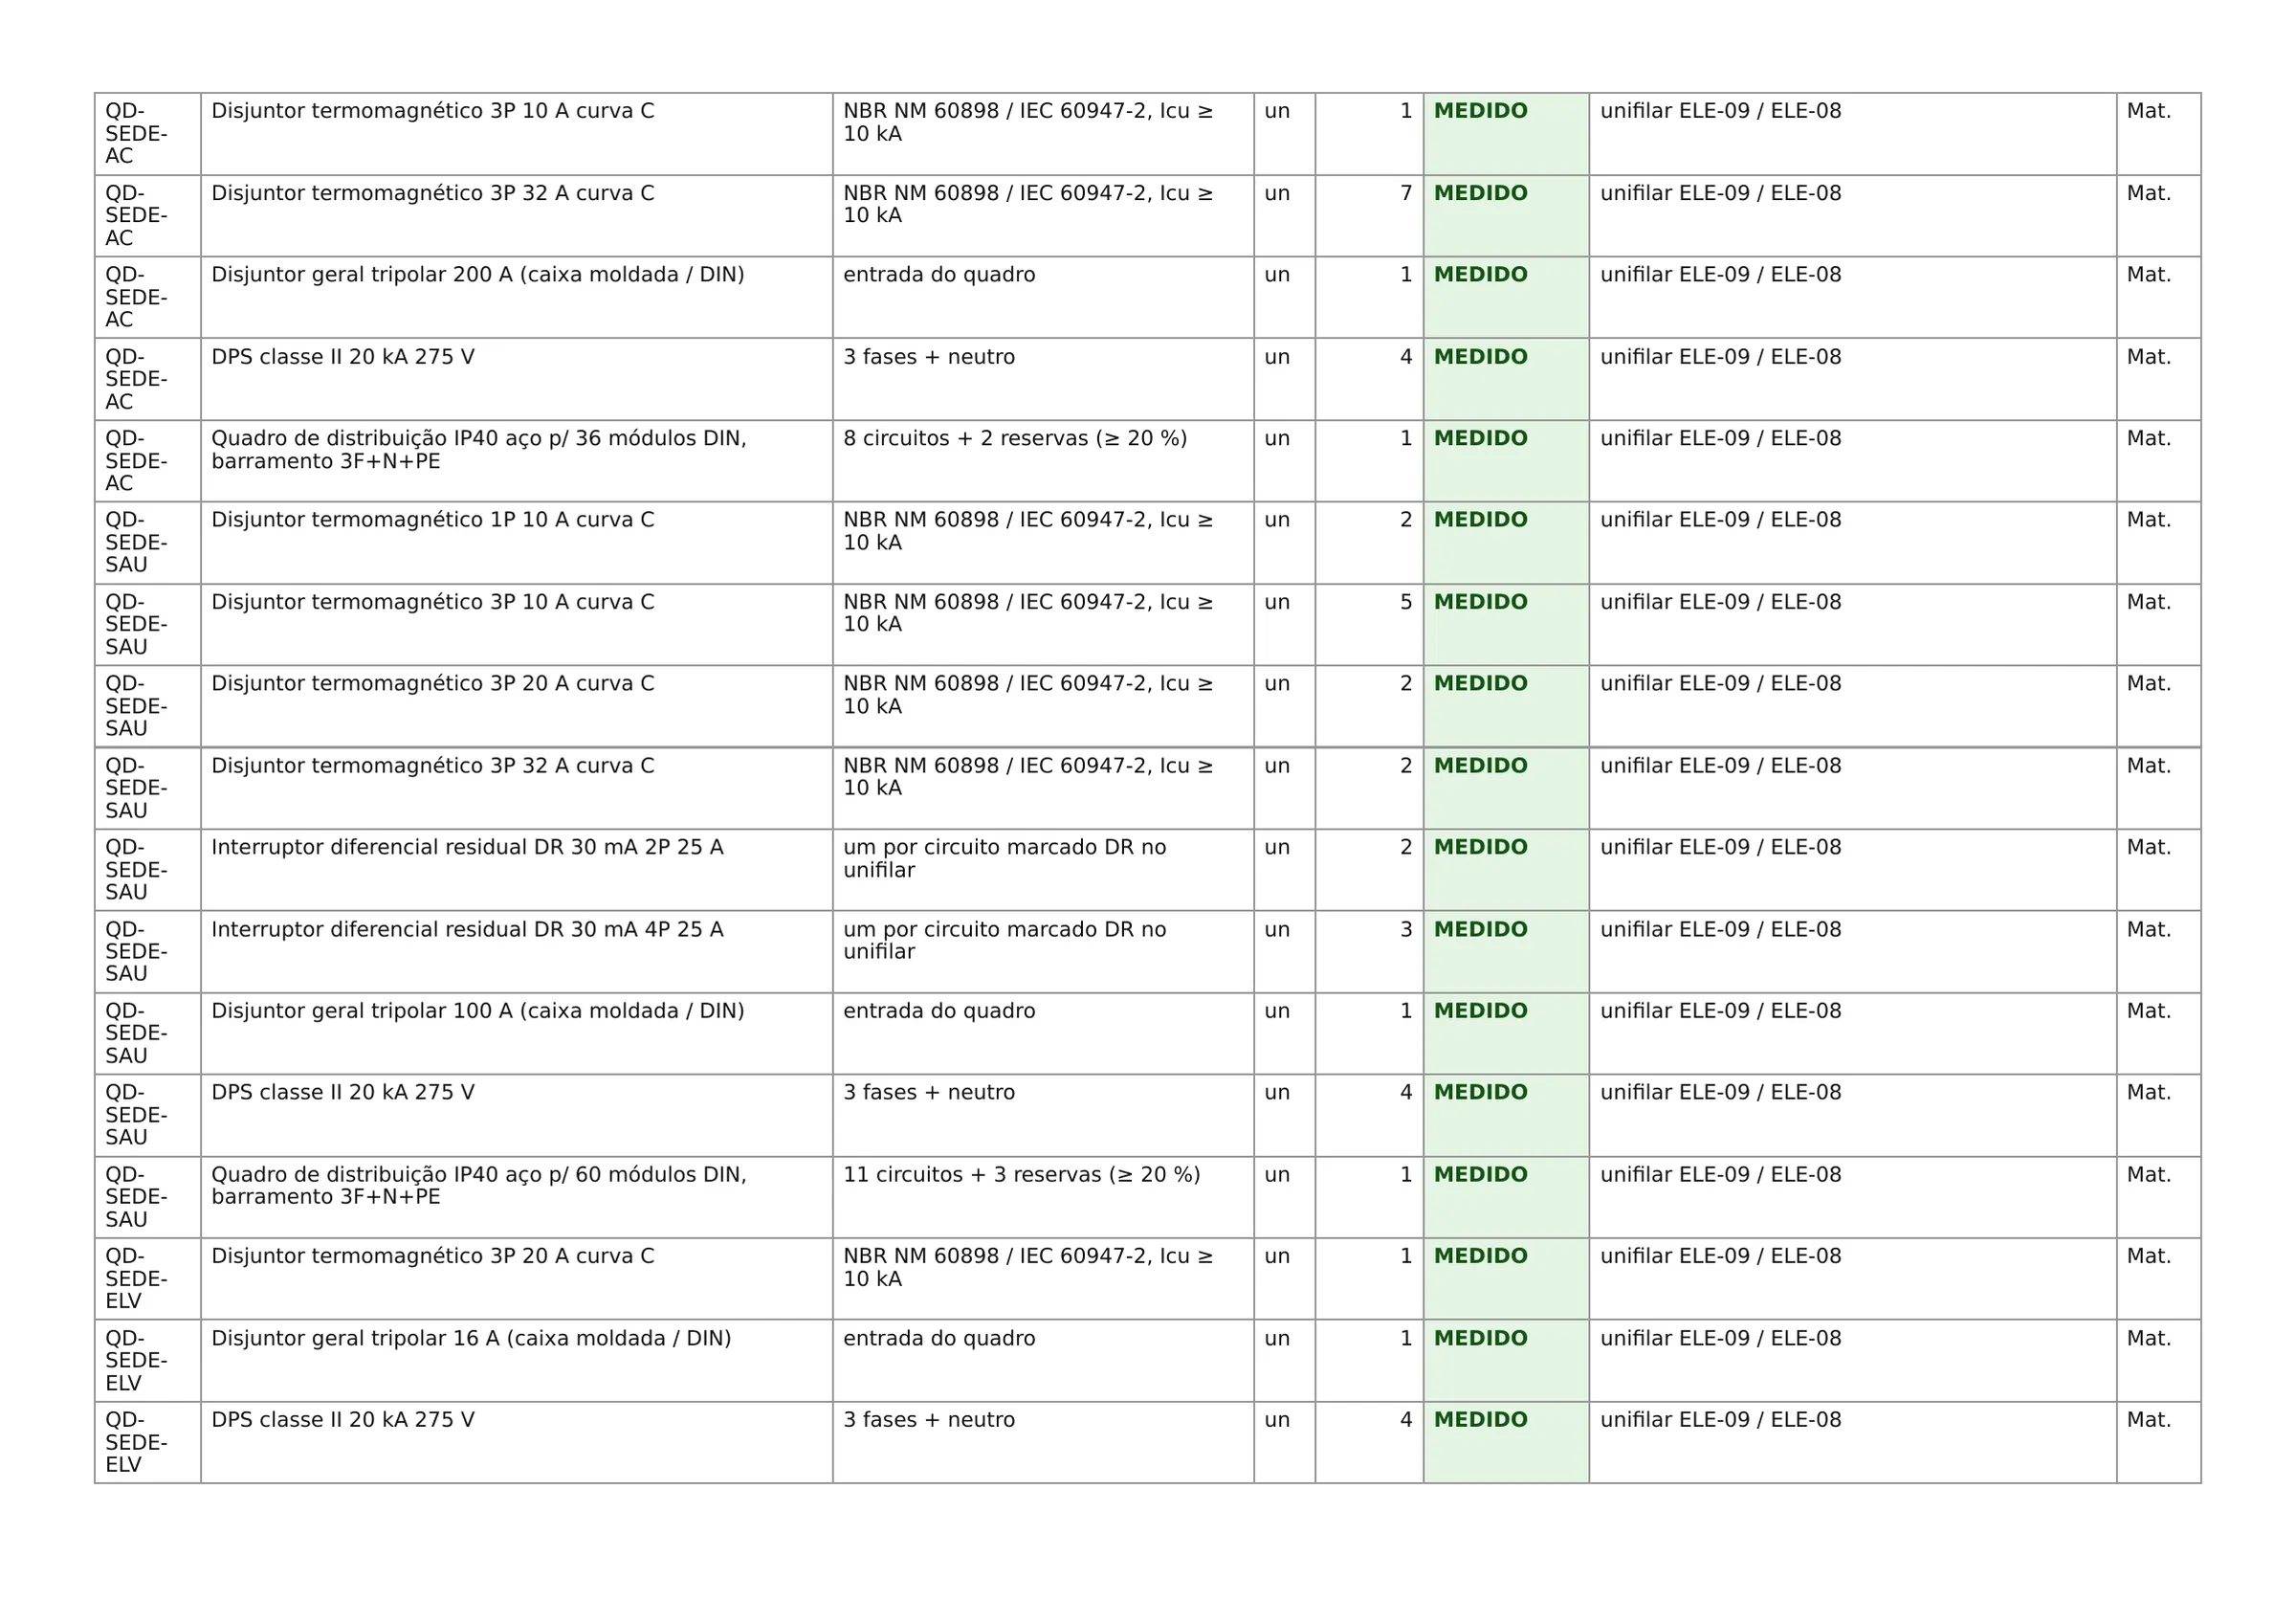 QD-SEDE-AC Disjuntor termomagnético 3P 10 A curva C NBR NM 60898 / IEC 60947-2, Icu ≥ 10 kA un 1 MEDIDO unifilar ELE-09 / ELE-08 Mat.
QD-SEDE-AC Disjuntor termomagnético 3P 32 A curva C NBR NM 60898 / IEC 60947-2, Icu ≥ 10 kA un 7 MEDIDO unifilar ELE-09 / ELE-08 Mat.
QD-SEDE-AC Disjuntor geral tripolar 200 A (caixa moldada / DIN) entrada do quadro un 1 MEDIDO unifilar ELE-09 / ELE-08 Mat.
QD-SEDE-AC DPS classe II 20 kA 275 V 3 fases + neutro un 4 MEDIDO unifilar ELE-09 / ELE-08 Mat.
QD-SEDE-AC Quadro de distribuição IP40 aço p/ 36 módulos DIN, barramento 3F+N+PE 8 circuitos + 2 reservas (≥ 20 %) un 1 MEDIDO unifilar ELE-09 / ELE-08 Mat.
QD-SEDE-SAU Disjuntor termomagnético 1P 10 A curva C NBR NM 60898 / IEC 60947-2, Icu ≥ 10 kA un 2 MEDIDO unifilar ELE-09 / ELE-08 Mat.
QD-SEDE-SAU Disjuntor termomagnético 3P 10 A curva C NBR NM 60898 / IEC 60947-2, Icu ≥ 10 kA un 5 MEDIDO unifilar ELE-09 / ELE-08 Mat.
QD-SEDE-SAU Disjuntor termomagnético 3P 20 A curva C NBR NM 60898 / IEC 60947-2, Icu ≥ 10 kA un 2 MEDIDO unifilar ELE-09 / ELE-08 Mat.
QD-SEDE-SAU Disjuntor termomagnético 3P 32 A curva C NBR NM 60898 / IEC 60947-2, Icu ≥ 10 kA un 2 MEDIDO unifilar ELE-09 / ELE-08 Mat.
QD-SEDE-SAU Interruptor diferencial residual DR 30 mA 2P 25 A um por circuito marcado DR no unifilar un 2 MEDIDO unifilar ELE-09 / ELE-08 Mat.
QD-SEDE-SAU Interruptor diferencial residual DR 30 mA 4P 25 A um por circuito marcado DR no unifilar un 3 MEDIDO unifilar ELE-09 / ELE-08 Mat.
QD-SEDE-SAU Disjuntor geral tripolar 100 A (caixa moldada / DIN) entrada do quadro un 1 MEDIDO unifilar ELE-09 / ELE-08 Mat.
QD-SEDE-SAU DPS classe II 20 kA 275 V 3 fases + neutro un 4 MEDIDO unifilar ELE-09 / ELE-08 Mat.
QD-SEDE-SAU Quadro de distribuição IP40 aço p/ 60 módulos DIN, barramento 3F+N+PE 11 circuitos + 3 reservas (≥ 20 %) un 1 MEDIDO unifilar ELE-09 / ELE-08 Mat.
QD-SEDE-ELV Disjuntor termomagnético 3P 20 A curva C NBR NM 60898 / IEC 60947-2, Icu ≥ 10 kA un 1 MEDIDO unifilar ELE-09 / ELE-08 Mat.
QD-SEDE-ELV Disjuntor geral tripolar 16 A (caixa moldada / DIN) entrada do quadro un 1 MEDIDO unifilar ELE-09 / ELE-08 Mat.
QD-SEDE-ELV DPS classe II 20 kA 275 V 3 fases + neutro un 4 MEDIDO unifilar ELE-09 / ELE-08 Mat.